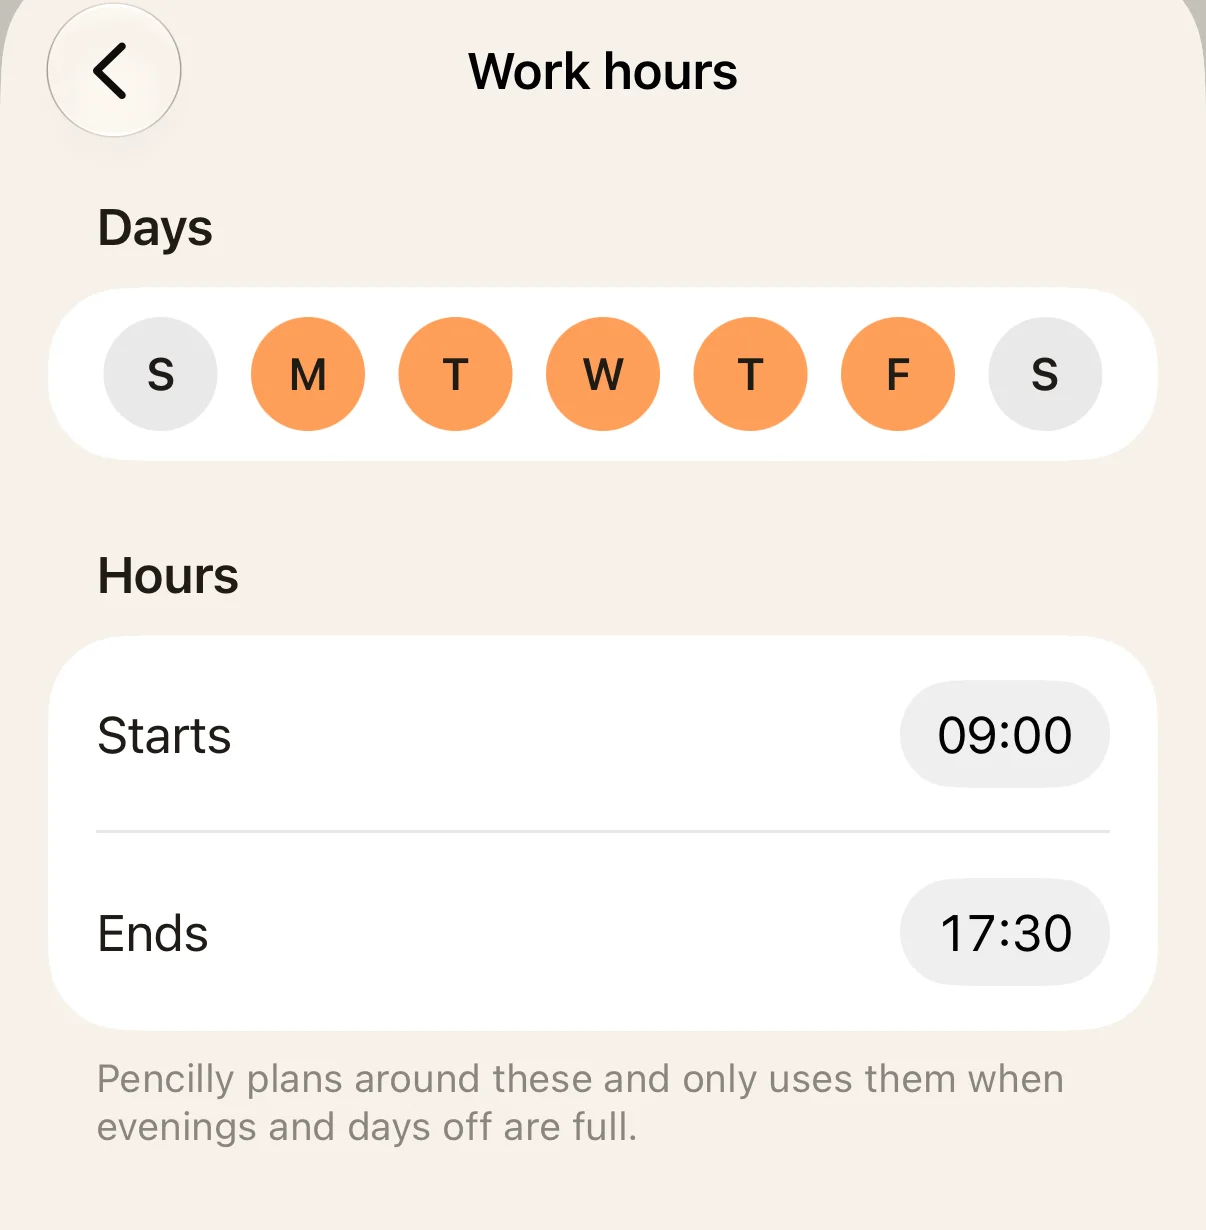 Work hours
Days
S M T W T F S
Hours
Starts 09:00
Ends 17:30
Pencilly plans around these and only uses them when
evenings and days off are full.